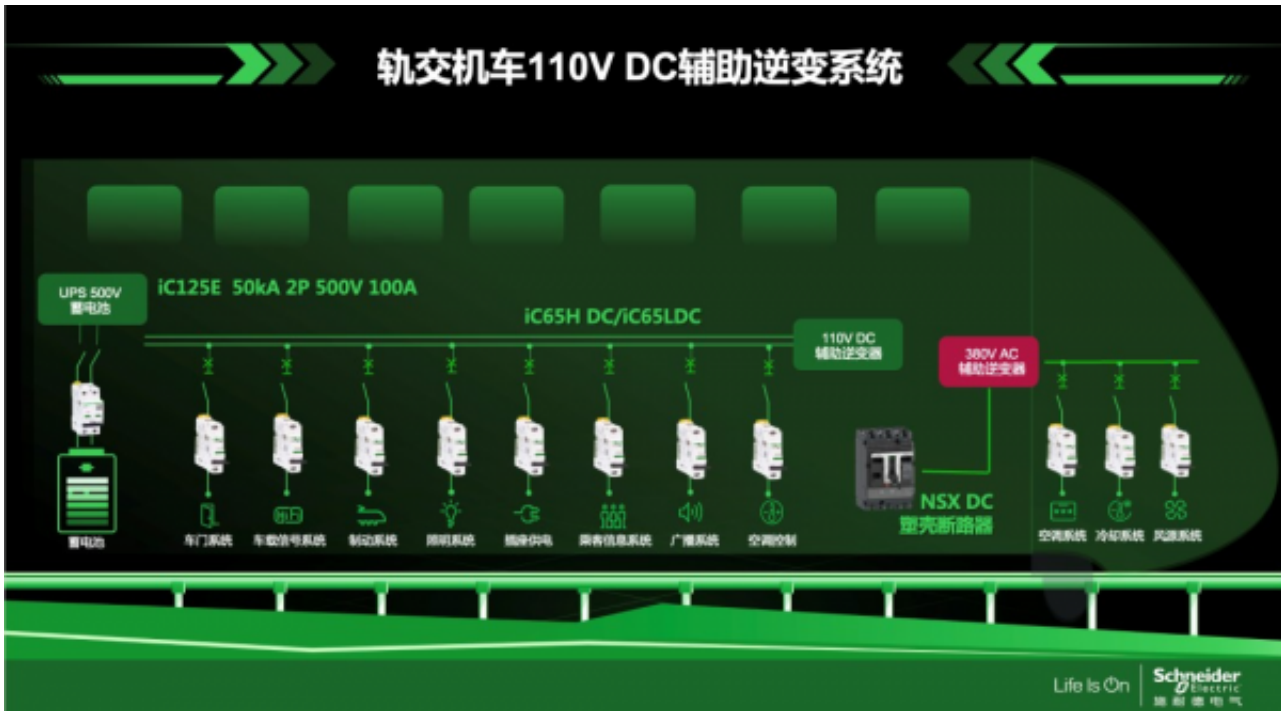 轨交机车110V DC辅助逆变系统
UPS 500V
蓄电池
iC125E 50kA 2P 500V 100A
iC65H DC/iC65LDC
110V DC
辅助逆变器
380V AC
辅助逆变器
NSX DC
塑壳断路器
蓄电池
车门系统
车载信号系统
制动系统
照明系统
插座供电
乘客信息系统
广播系统
空调控制
空调系统
冷却系统
风源系统
Life Is On
Schneider
Electric
施耐德电气